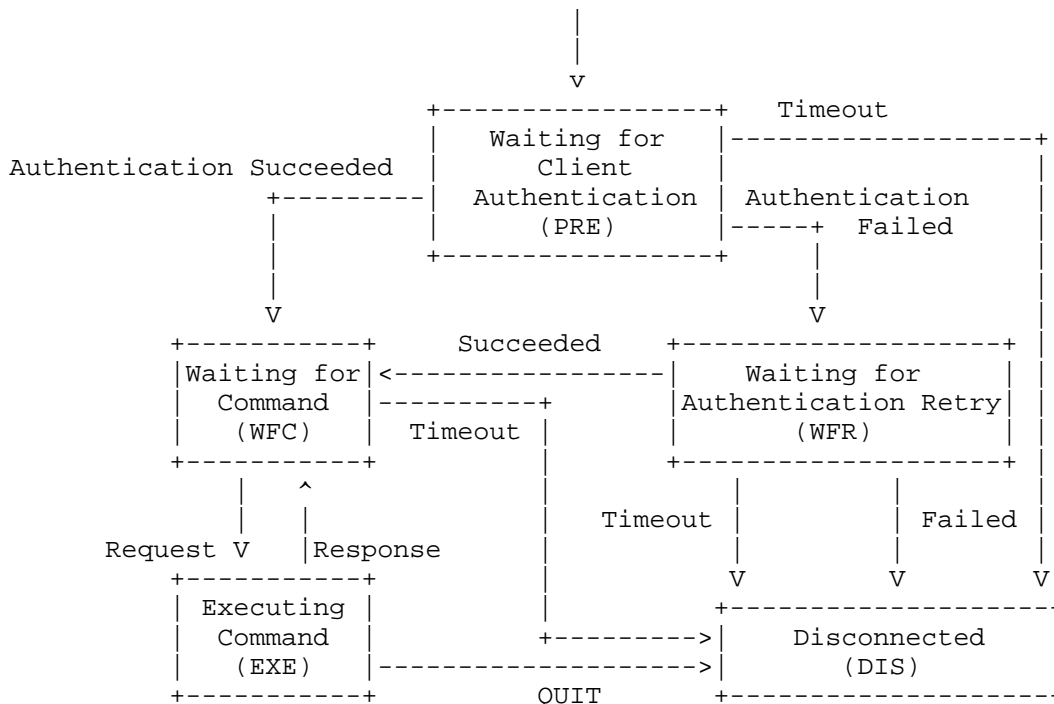 Timeout
Waiting for
Client
Authentication Succeeded
Authentication
Authentication
(PRE)
Failed
Succeeded
Waiting for
Waiting for
Command
Authentication Retry
(WFC)
Timeout
(WFR)
Timeout
Failed
Request
Response
Executing
Command
Disconnected
(EXE)
(DIS)
QUIT